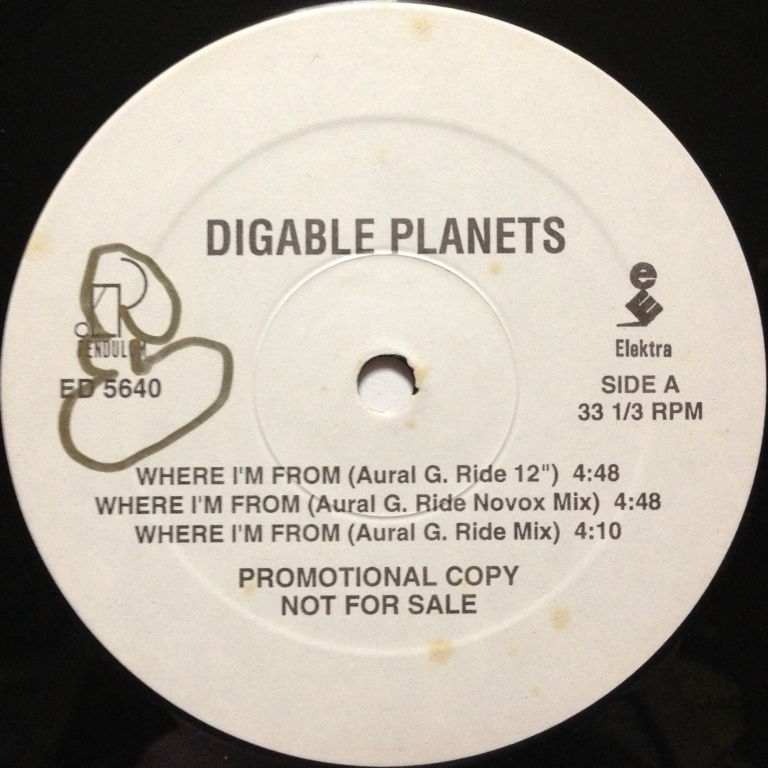 DIGABLE PLANETS
PENDULUM
ED 5640
Elektra
SIDE A
33 1/3 RPM
WHERE I'M FROM (Aural G. Ride 12") 4:48
WHERE I'M FROM (Aural G. Ride Novox Mix) 4:48
WHERE I'M FROM (Aural G. Ride Mix) 4:10
PROMOTIONAL COPY
NOT FOR SALE